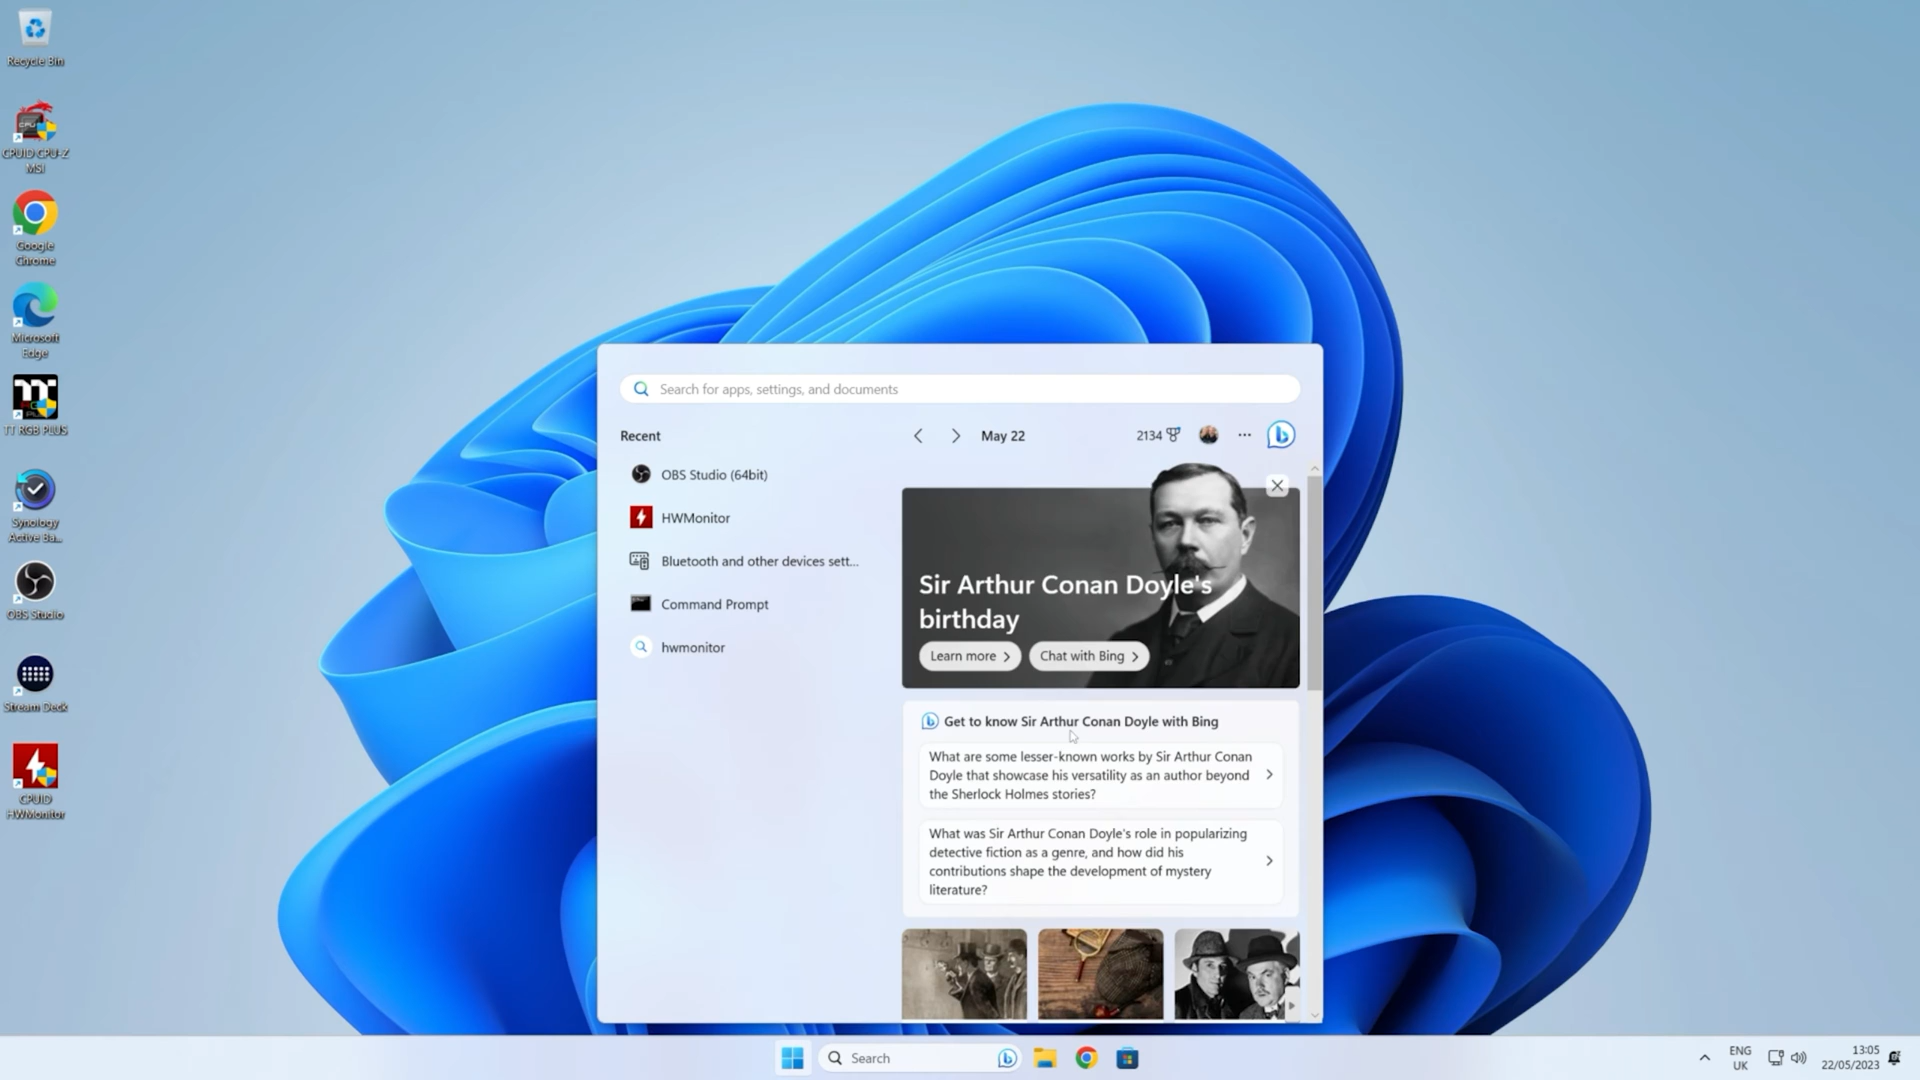 Recycle Bin
CPUID CPU-Z
MSI
Google
Chrome
Microsoft
Edge
TT RGB PLUS
Synology
Active Ba...
OBS Studio
Stream Deck
CPUID
HWMonitor
Search for apps, settings, and documents
Recent
OBS Studio (64bit)
HWMonitor
Bluetooth and other devices sett...
Command Prompt
hwmonitor
May 22
2134
Sir Arthur Conan Doyle's
birthday
Learn more
Chat with Bing
Get to know Sir Arthur Conan Doyle with Bing
What are some lesser-known works by Sir Arthur Conan
Doyle that showcase his versatility as an author beyond
the Sherlock Holmes stories?
What was Sir Arthur Conan Doyle's role in popularizing
detective fiction as a genre, and how did his
contributions shape the development of mystery
literature?
Search
ENG
UK
13:05
22/05/2023